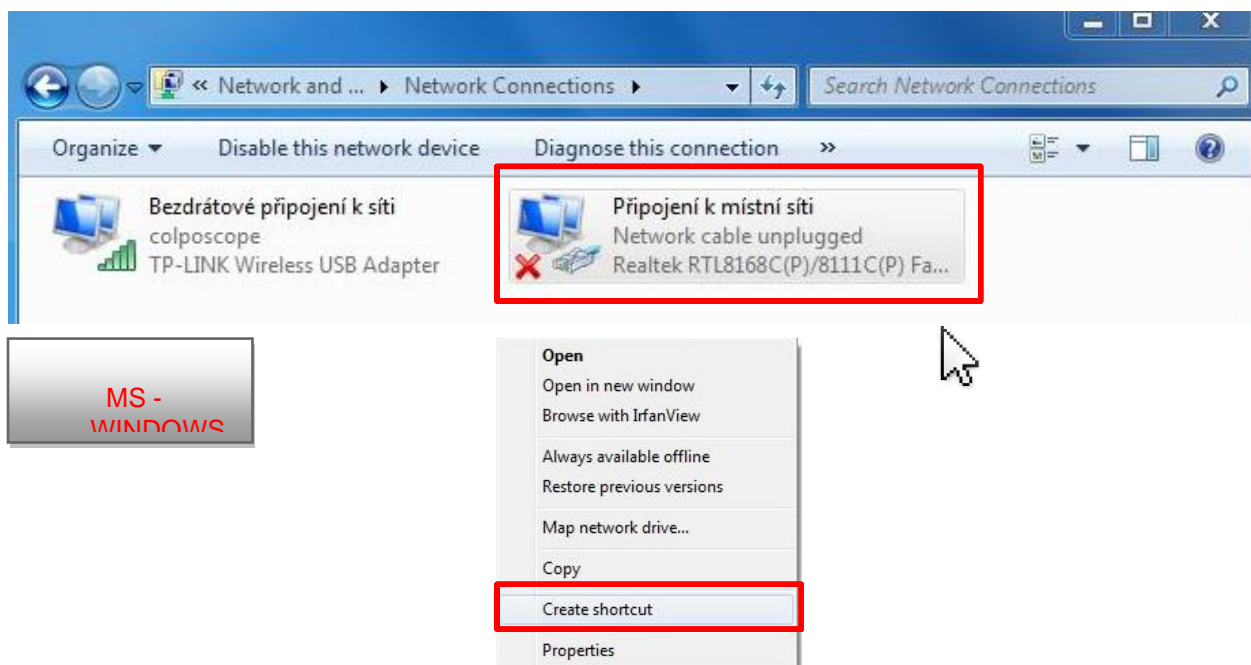 « Network and ... Network Connections Search Network Connections
Organize Disable this network device Diagnose this connection »
Bezdrátové připojení k síti
colposcope
TP-LINK Wireless USB Adapter
Připojení k místní síti
Network cable unplugged
Realtek RTL8168C(P)/8111C(P) Fa...
MS -
WINDOWS
Open
Open in new window
Browse with IrfanView
Always available offline
Restore previous versions
Map network drive...
Copy
Create shortcut
Properties